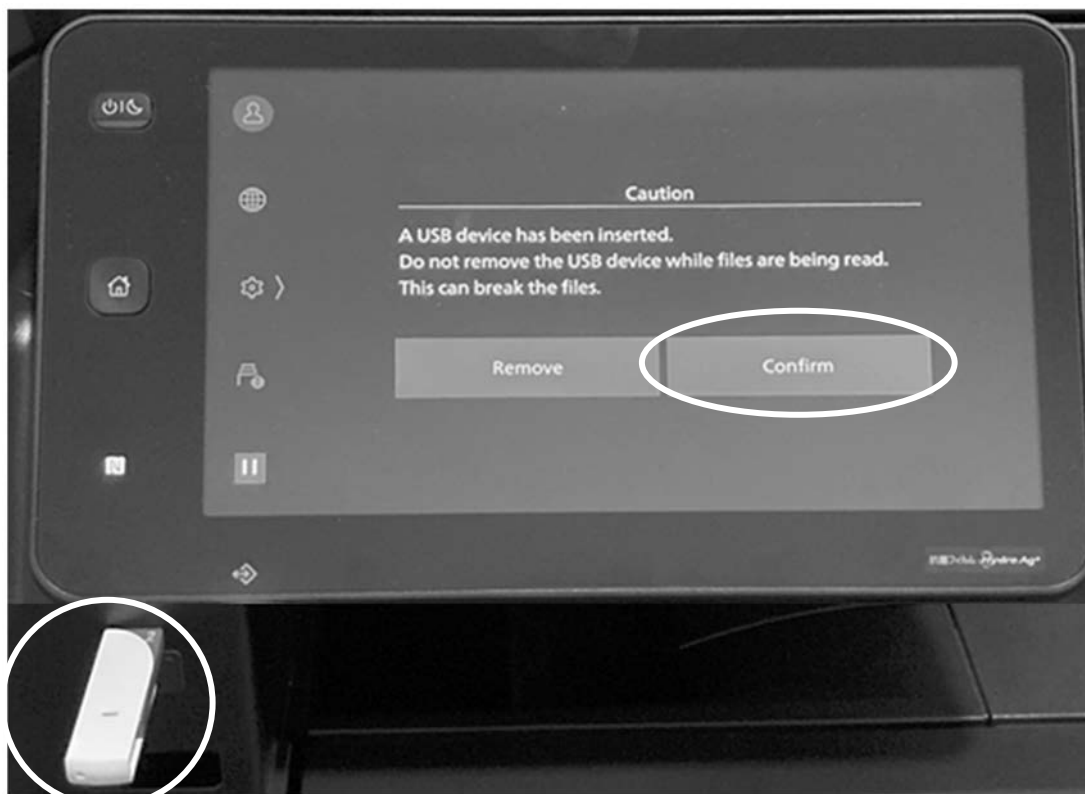 Caution
A USB device has been inserted.
Do not remove the USB device while files are being read.
This can break the files.
Remove
Confirm